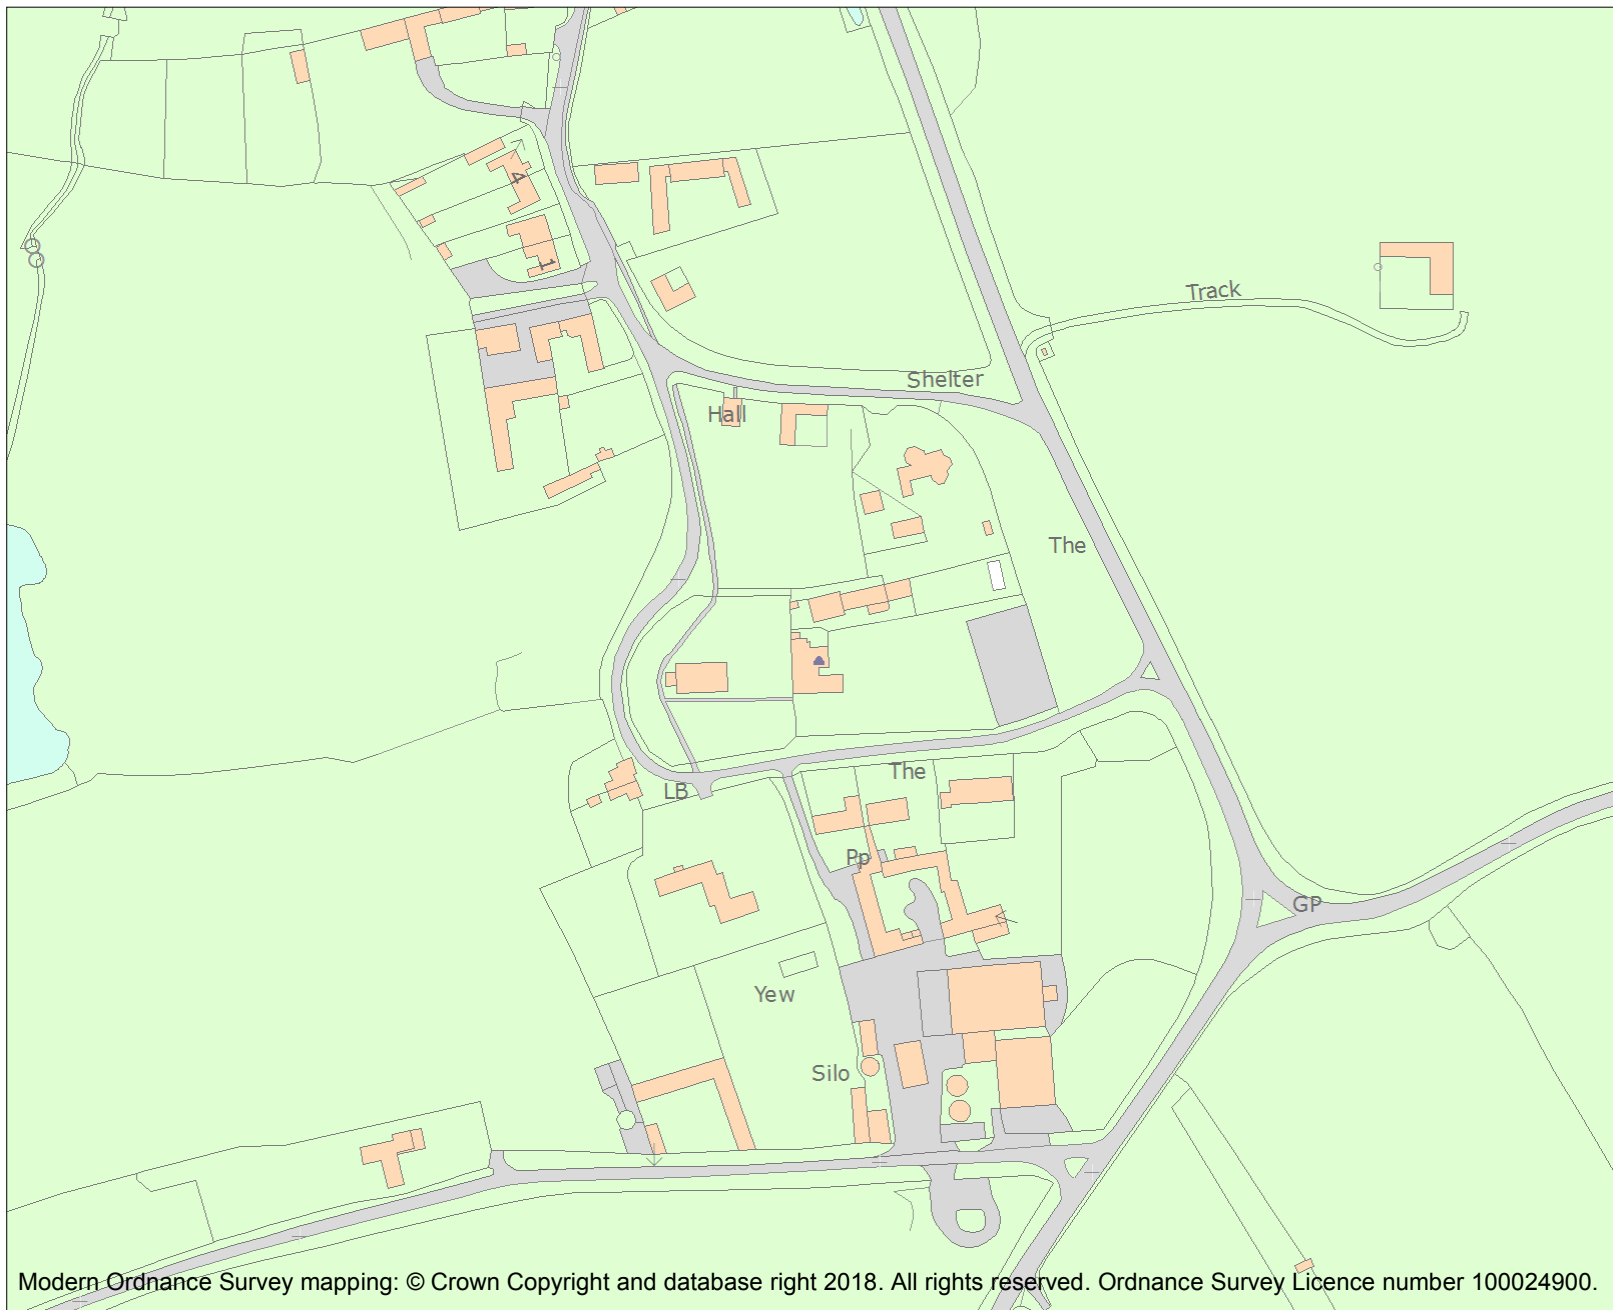 4
1
Track
Shelter
Hall
The
The
LB
Pp
GP
Yew
Silo
Modern Ordnance Survey mapping: © Crown Copyright and database right 2018. All rights reserved. Ordnance Survey Licence number 100024900.